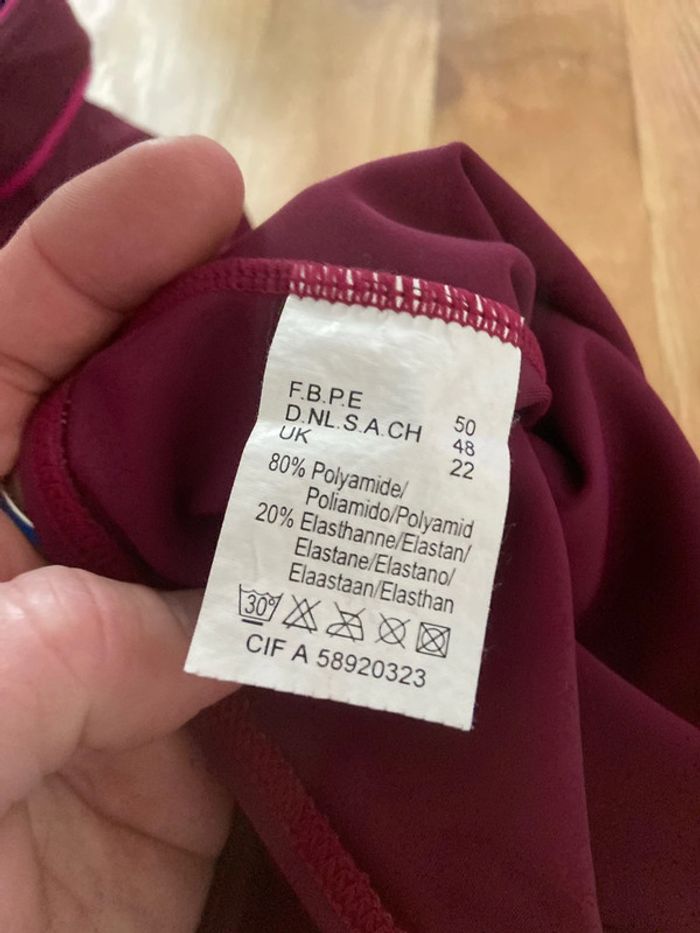 F.B.P.E 50
D.NL.S.A.CH 48
UK 22
80% Polyamide/
Poliamido/Polyamid
20% Elasthanne/Elastan/
Elastane/Elastano/
Elaastaan/Elasthan
30°
CIF A 58920323